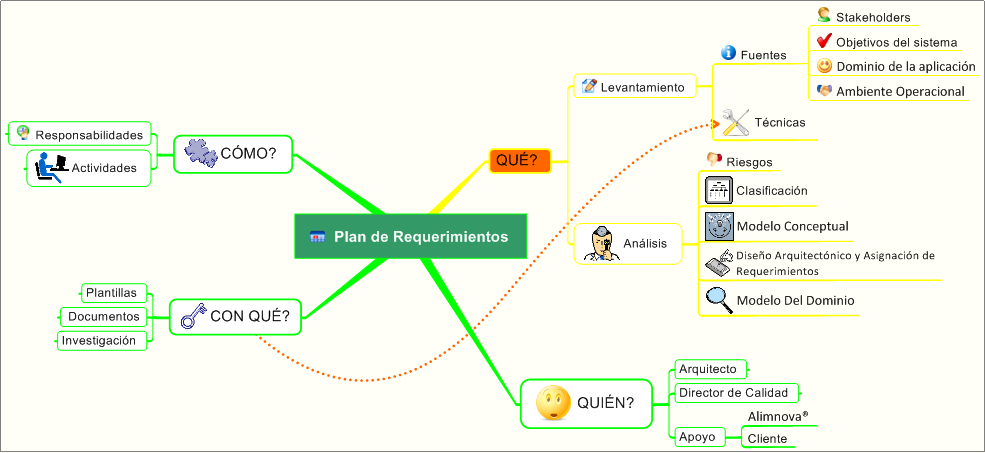 Plan de Requerimientos
QUÉ?
Levantamiento
Fuentes
Stakeholders
Objetivos del sistema
Dominio de la aplicación
Ambiente Operacional
Técnicas
Análisis
Riesgos
Clasificación
Modelo Conceptual
Diseño Arquitectónico y Asignación de
Requerimientos
Modelo Del Dominio
QUIÉN?
Arquitecto
Director de Calidad
Apoyo
Alimnova®
Cliente
CÓMO?
Responsabilidades
Actividades
CON QUÉ?
Plantillas
Documentos
Investigación